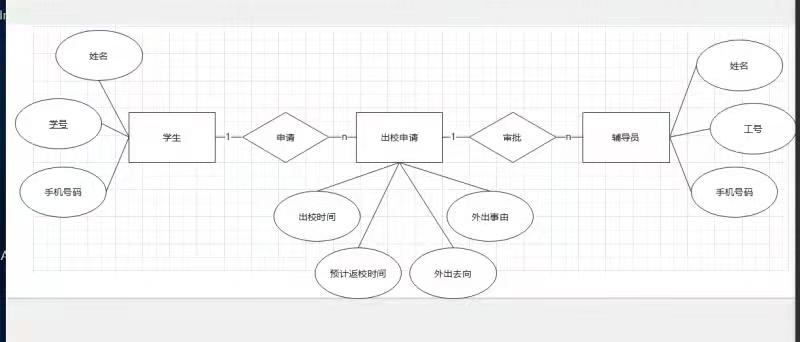 姓名
学号
手机号码
学生
1
申请
n
出校申请
1
审批
n
辅导员
姓名
工号
手机号码
出校时间
预计返校时间
外出去向
外出事由